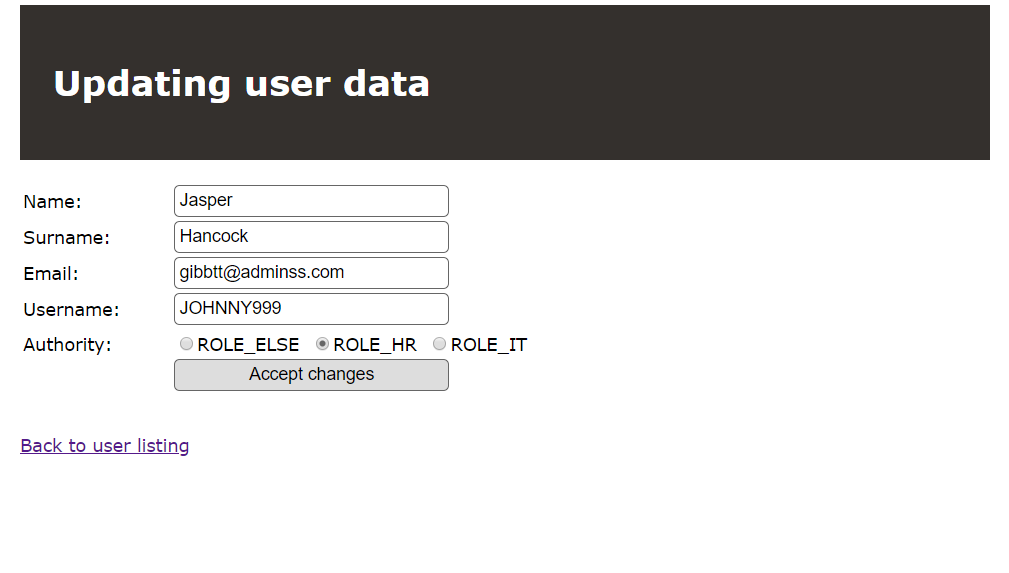 Updating user data
Name: Jasper
Surname: Hancock
Email: gibbtt@adminss.com
Username: JOHNNY999
Authority: ROLE_ELSE ROLE_HR ROLE_IT
Accept changes
Back to user listing